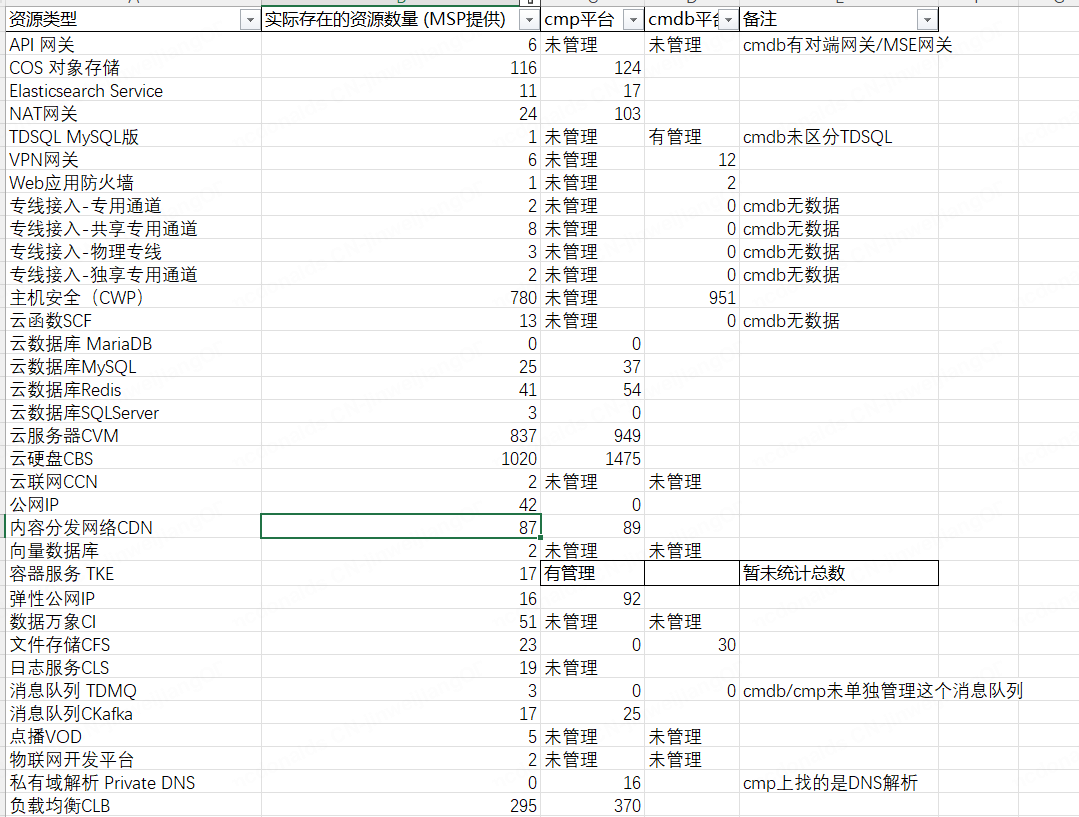 资源类型 实际存在的资源数量 (MSP提供) cmp平台 cmdb平台 备注
API 网关 6 未管理 未管理 cmdb有对端网关/MSE网关
COS 对象存储 116 124
Elasticsearch Service 11 17
NAT网关 24 103
TDSQL MySQL版 1 未管理 有管理 cmdb未区分TDSQL
VPN网关 6 未管理 12
Web应用防火墙 1 未管理 2
专线接入-专用通道 2 未管理 0 cmdb无数据
专线接入-共享专用通道 8 未管理 0 cmdb无数据
专线接入-物理专线 3 未管理 0 cmdb无数据
专线接入-独享专用通道 2 未管理 0 cmdb无数据
主机安全（CWP） 780 未管理 951
云函数SCF 13 未管理 0 cmdb无数据
云数据库 MariaDB 0 0
云数据库MySQL 25 37
云数据库Redis 41 54
云数据库SQLServer 3 0
云服务器CVM 837 949
云硬盘CBS 1020 1475
云联网CCN 2 未管理 未管理
公网IP 42 0
内容分发网络CDN 87 89
向量数据库 2 未管理 未管理
容器服务 TKE 17 有管理 暂未统计总数
弹性公网IP 16 92
数据万象CI 51 未管理 未管理
文件存储CFS 23 0 30
日志服务CLS 19 未管理
消息队列 TDMQ 3 0 0 cmdb/cmp未单独管理这个消息队列
消息队列CKafka 17 25
点播VOD 5 未管理 未管理
物联网开发平台 2 未管理 未管理
私有域解析 Private DNS 0 16 cmp上找的是DNS解析
负载均衡CLB 295 370